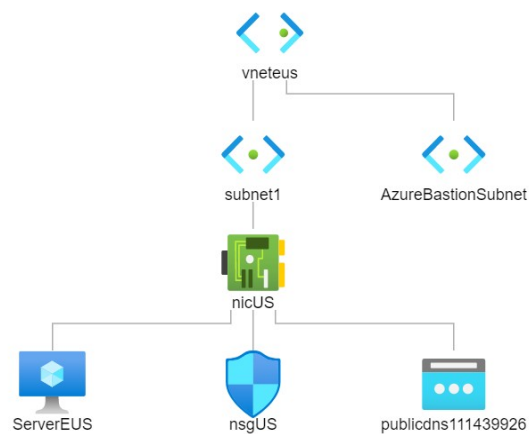 vneteus
subnet1
AzureBastionSubnet
nicUS
ServerEUS
nsgUS
publicdns111439926